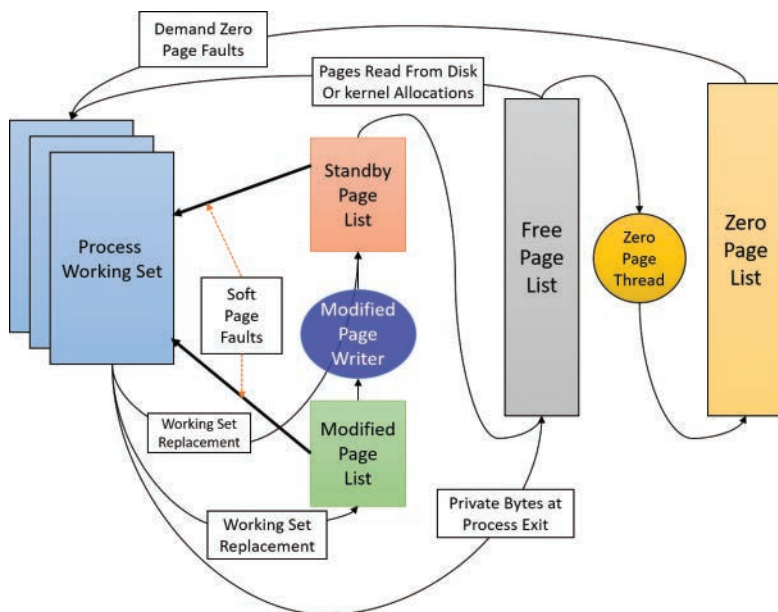 Demand Zero
Page Faults
Pages Read From Disk
Or kernel Allocations
Process
Working Set
Standby
Page
List
Soft
Page
Faults
Modified
Page
Writer
Working Set
Replacement
Modified
Page
List
Working Set
Replacement
Free
Page
List
Private Bytes at
Process Exit
Zero
Page
Thread
Zero
Page
List